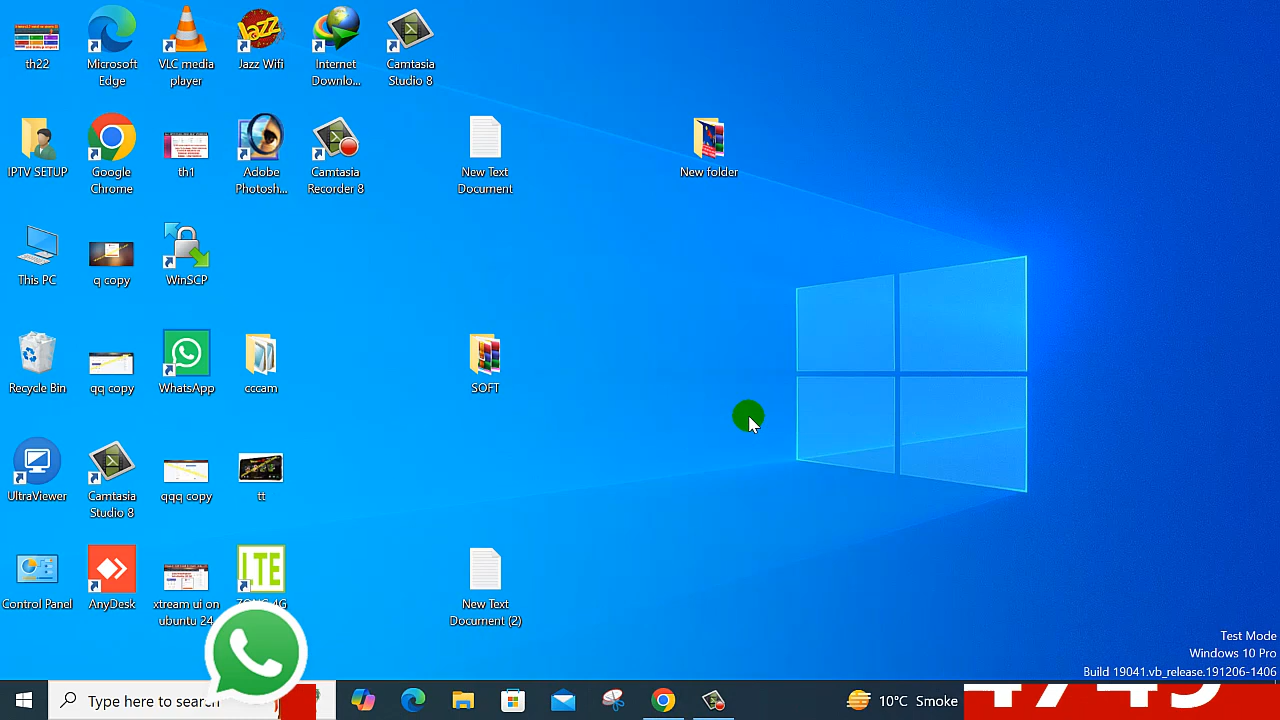 th22
Microsoft
Edge
VLC media
player
Jazz Wifi
Internet
Downlo...
Camtasia
Studio 8
IPTV SETUP
Google
Chrome
th1
Adobe
Photosh...
Camtasia
Recorder 8
New Text
Document
New folder
This PC
q copy
WinSCP
Recycle Bin
qq copy
WhatsApp
cccam
SOFT
UltraViewer
Camtasia
Studio 8
qqq copy
tt
Control Panel
AnyDesk
xtream ui on
ubuntu 24
LTE
New Text
Document (2)
Test Mode
Windows 10 Pro
Build 19041.vb_release.191206-1406
Type here to search
10°C Smoke